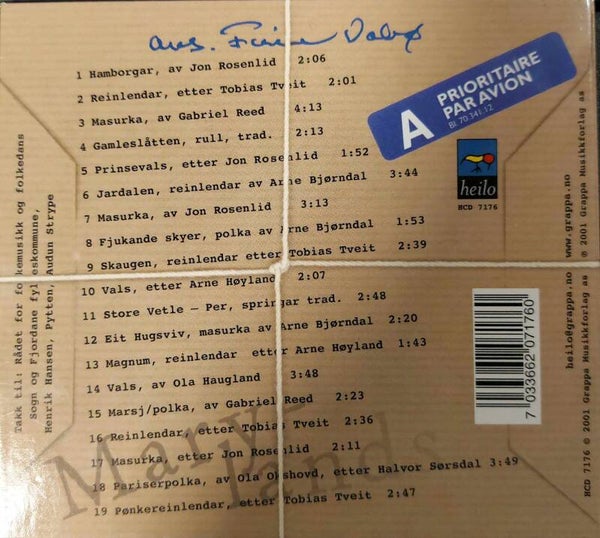 avs. Frøna Dalsø
1 Hamborgar, av Jon Rosenlid 2:06
2 Reinlendar, etter Tobias Tveit 2:01
3 Masurka, av Gabriel Reed 4:13
4 Gamleslåtten, rull, trad. 2:13
5 Prinsevals, etter Jon Rosenlid 1:52
6 Jardalen, reinlendar av Arne Bjørndal 3:44
7 Masurka, av Jon Rosenlid 3:13
8 Fjukande skyer, polka av Arne Bjørndal 1:53
9 Skaugen, reinlendar etter Tobias Tveit 2:39
10 Vals, etter Arne Høyland 2:07
11 Store Vetle – Per, springar trad. 2:48
12 Eit Hugsviv, masurka av Arne Bjørndal 2:20
13 Magnum, reinlendar etter Arne Høyland 1:43
14 Vals, av Ola Haugland 3:48
15 Marsj/polka, av Gabriel Reed 2:23
16 Reinlendar, etter Tobias Tveit 2:36
17 Masurka, etter Jon Rosenlid 2:11
18 Pariserpolka, av Ola Okshovd, etter Halvor Sørsdal 3:49
19 Pønkereinlendar, etter Tobias Tveit 2:47
A PRIORITAIRE
PAR AVION
Bl. 70 341.12
heilo
HCD 7176
7 033662 071760
Takk til: Rådet for folkemusikk og folkedans
Sogn og Fjordane fylkeskommune,
Henrik Hansen, Pytten, Audun Strype
heilo@grappa.no www.grappa.no
HCD 7176 © 2001 Grappa Musikkforlag as ℗ 2001 Grappa Musikkforlag as
Mary-
lands